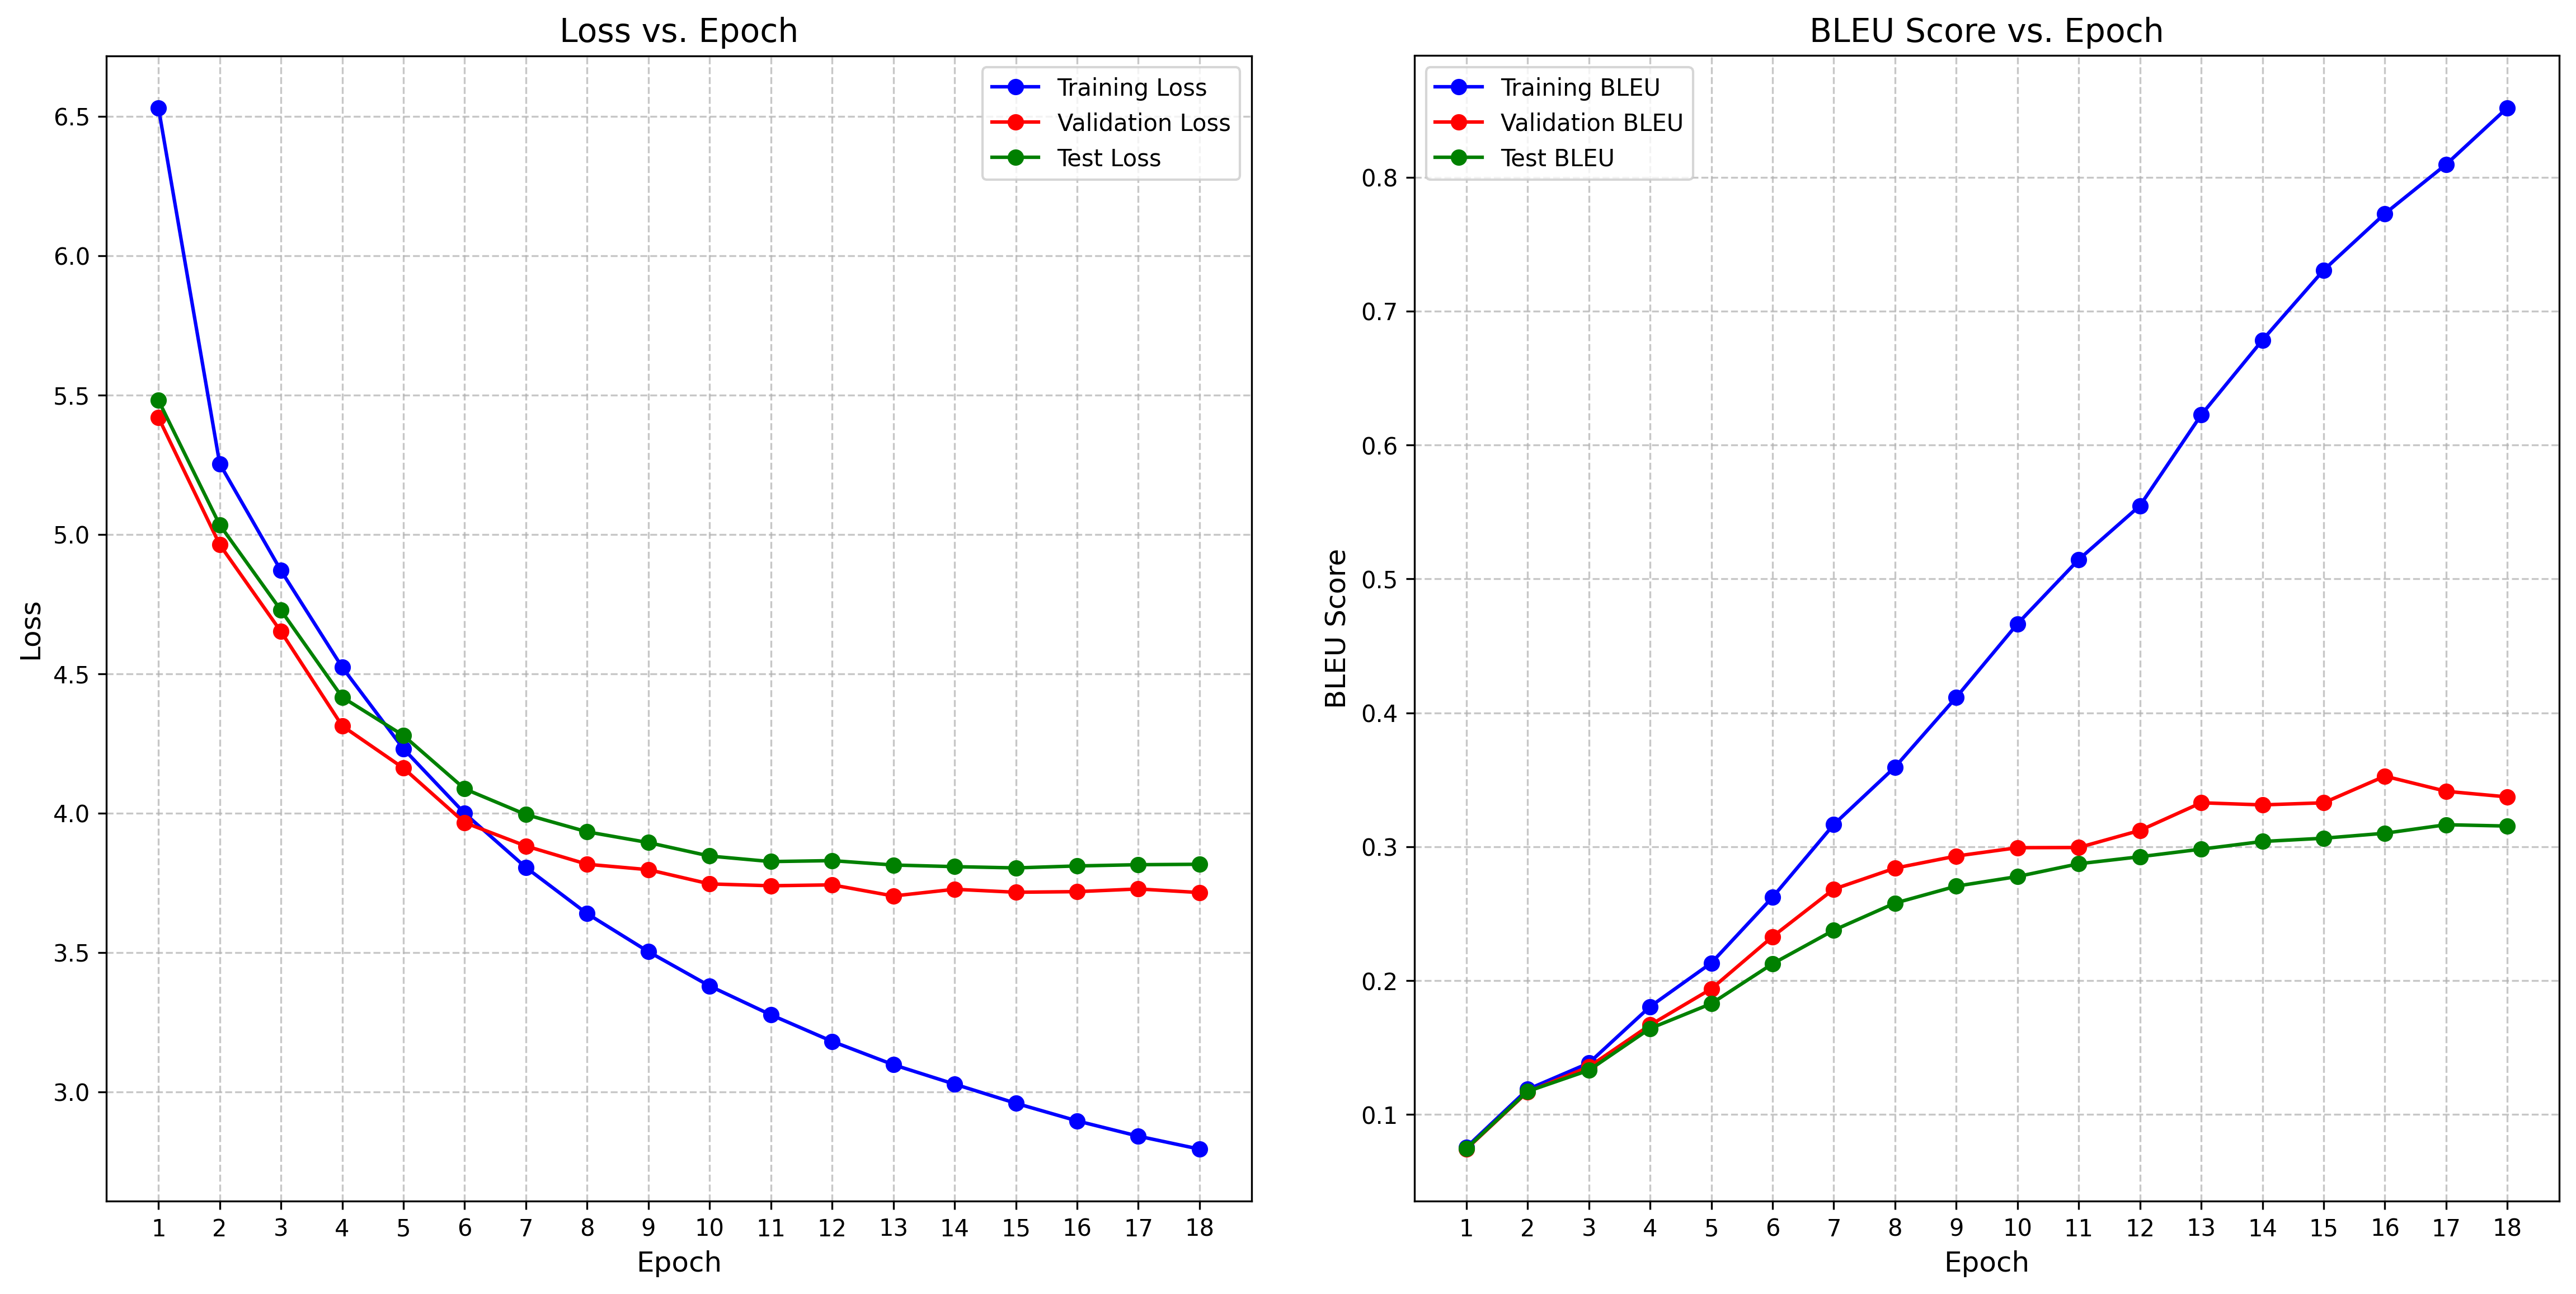 Loss vs. Epoch
Training Loss
Validation Loss
Test Loss
6.5
6.0
5.5
5.0
4.5
4.0
3.5
3.0
Loss
1 2 3 4 5 6 7 8 9 10 11 12 13 14 15 16 17 18
Epoch
BLEU Score vs. Epoch
Training BLEU
Validation BLEU
Test BLEU
0.8
0.7
0.6
0.5
0.4
0.3
0.2
0.1
BLEU Score
1 2 3 4 5 6 7 8 9 10 11 12 13 14 15 16 17 18
Epoch